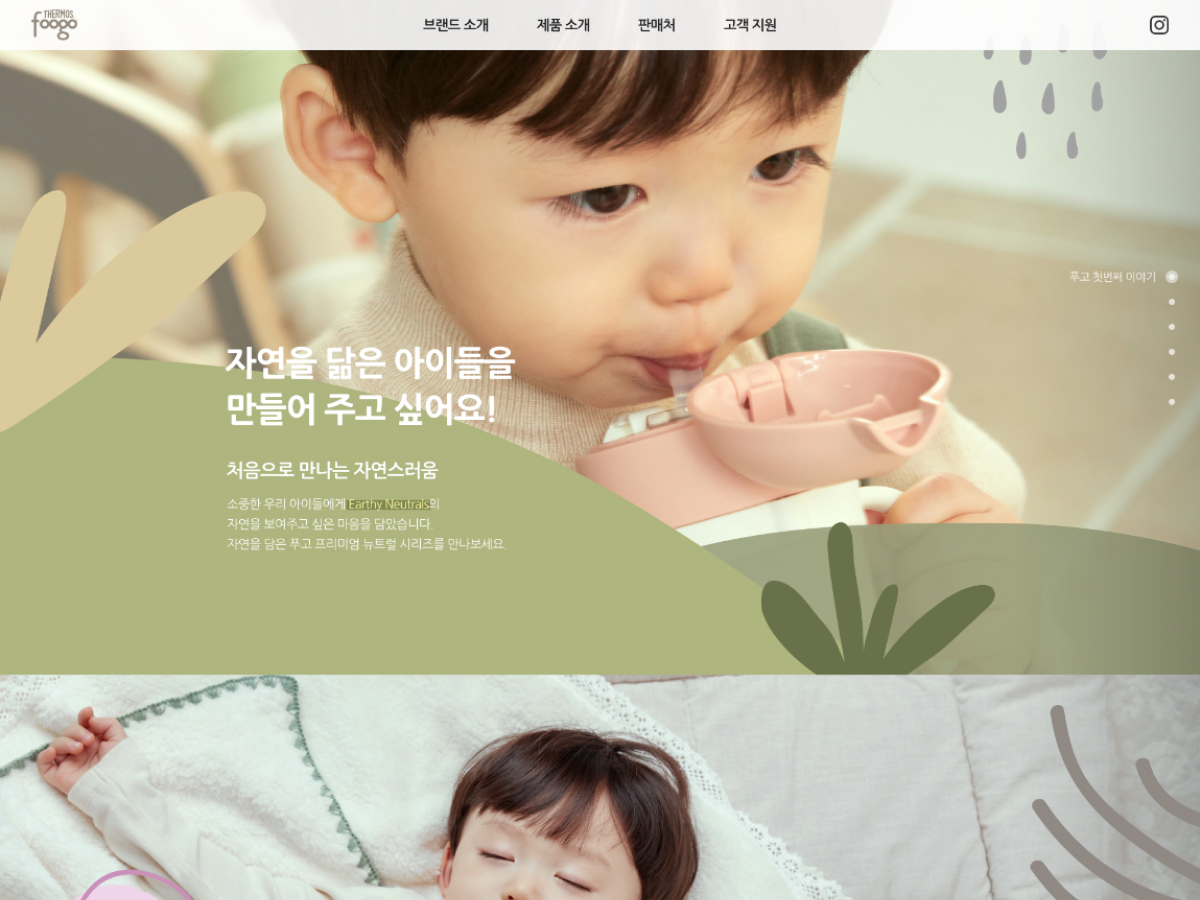 THERMOS.
foogo
브랜드 소개
제품 소개
판매처
고객 지원
푸고 첫번째 이야기
자연을 닮은 아이들을
만들어 주고 싶어요!
처음으로 만나는 자연스러움
소중한 우리 아이들에게 Earthy Neutrals의
자연을 보여주고 싶은 마음을 담았습니다.
자연을 담은 푸고 프리미엄 뉴트럴 시리즈를 만나보세요.